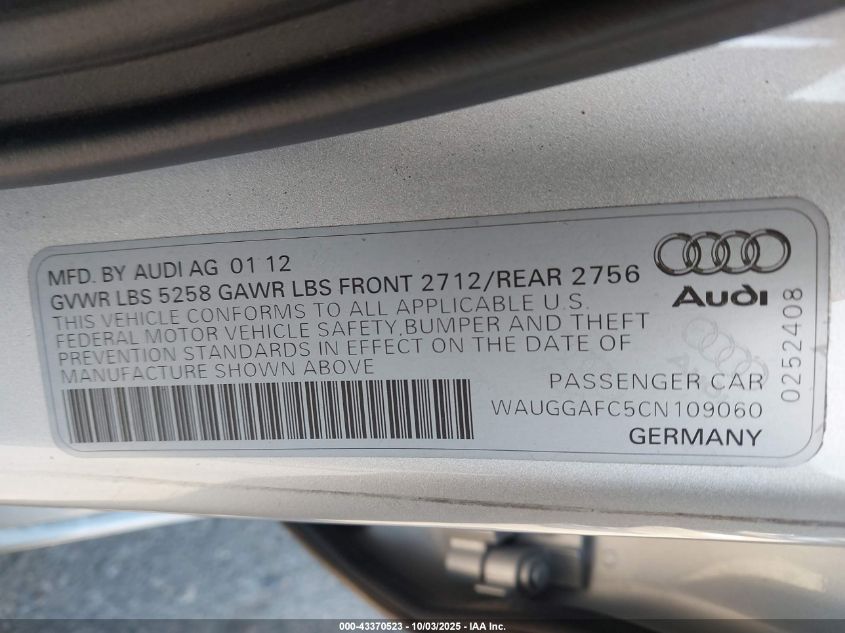 MFD. BY AUDI AG 01 12
GVWR LBS 5258 GAWR LBS FRONT 2712/REAR 2756
THIS VEHICLE CONFORMS TO ALL APPLICABLE U.S.
FEDERAL MOTOR VEHICLE SAFETY,BUMPER AND THEFT
PREVENTION STANDARDS IN EFFECT ON THE DATE OF
MANUFACTURE SHOWN ABOVE
Audi
0252408
PASSENGER CAR
WAUGGAFC5CN109060
GERMANY
000-43370523 - 10/03/2025 - IAA Inc.